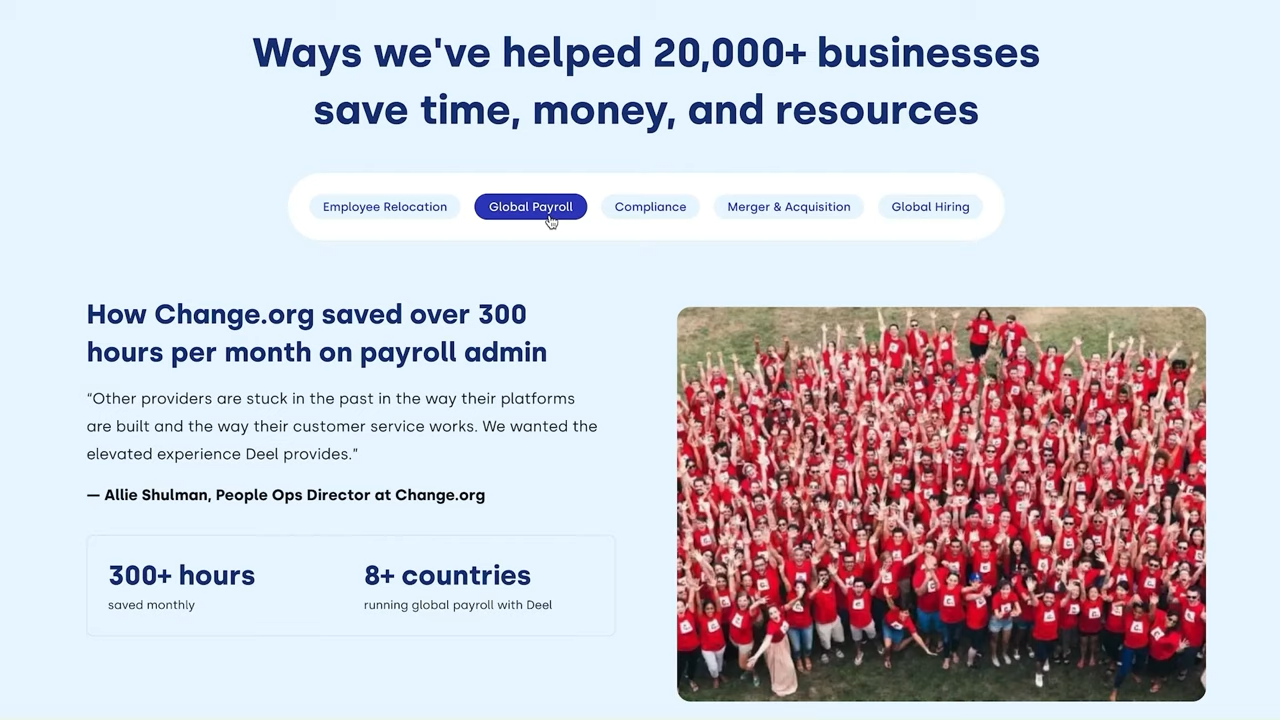 Ways we've helped 20,000+ businesses
save time, money, and resources
Employee Relocation
Global Payroll
Compliance
Merger & Acquisition
Global Hiring
How Change.org saved over 300
hours per month on payroll admin
“Other providers are stuck in the past in the way their platforms
are built and the way their customer service works. We wanted the
elevated experience Deel provides.”
— Allie Shulman, People Ops Director at Change.org
300+ hours
saved monthly
8+ countries
running global payroll with Deel